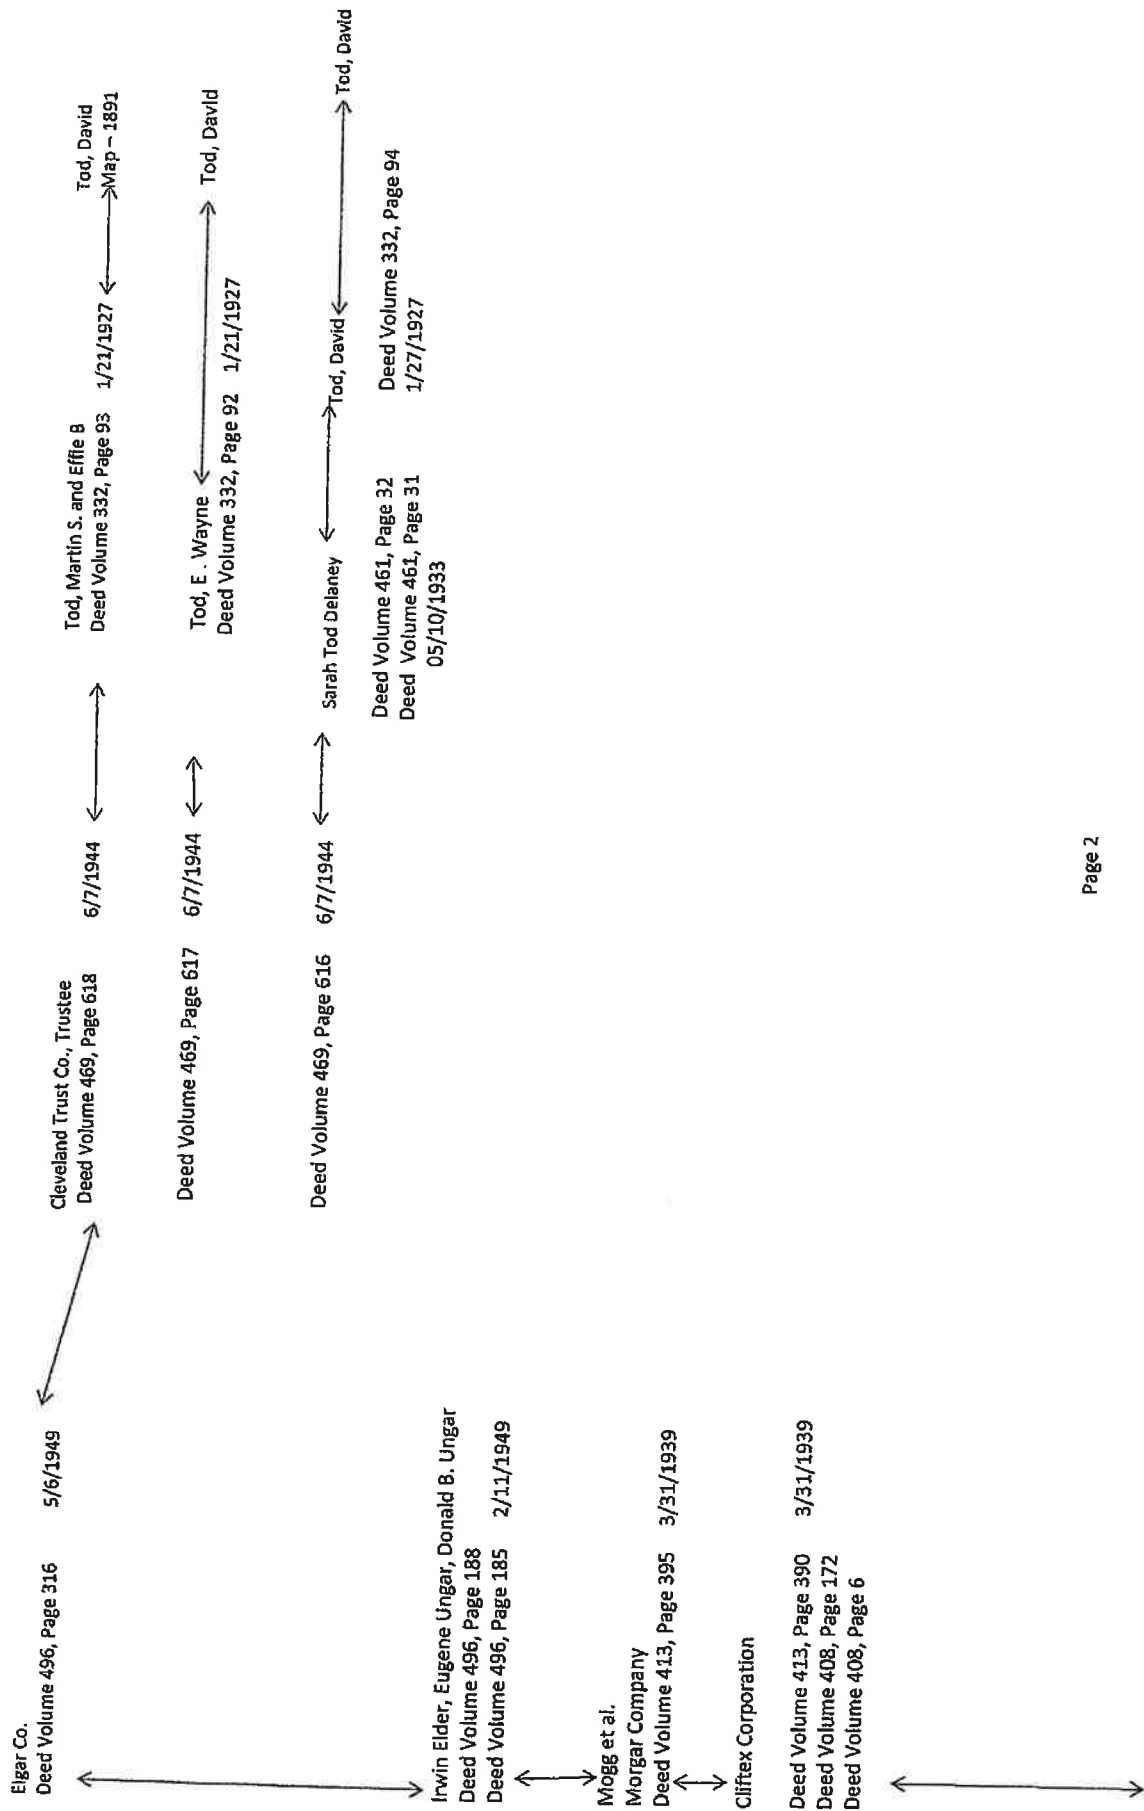 Elgar Co.
Deed Volume 496, Page 316 5/6/1949
Cleveland Trust Co., Trustee
Deed Volume 469, Page 618 6/7/1944
Tod, Martin S. and Effie B
Deed Volume 332, Page 93 1/21/1927
Tod, David
Map – 1891
Deed Volume 469, Page 617 6/7/1944
Tod, E . Wayne
Deed Volume 332, Page 92 1/21/1927
Tod, David
Deed Volume 469, Page 616 6/7/1944
Sarah Tod Delaney
Deed Volume 461, Page 32
Deed Volume 461, Page 31
05/10/1933
Tod, David
Deed Volume 332, Page 94
1/27/1927
Tod, David
Irwin Elder, Eugene Ungar, Donald B. Ungar
Deed Volume 496, Page 188
Deed Volume 496, Page 185 2/11/1949
Mogg et al.
Morgar Company
Deed Volume 413, Page 395 3/31/1939
Cliftex Corporation
Deed Volume 413, Page 390 3/31/1939
Deed Volume 408, Page 172
Deed Volume 408, Page 6
Page 2